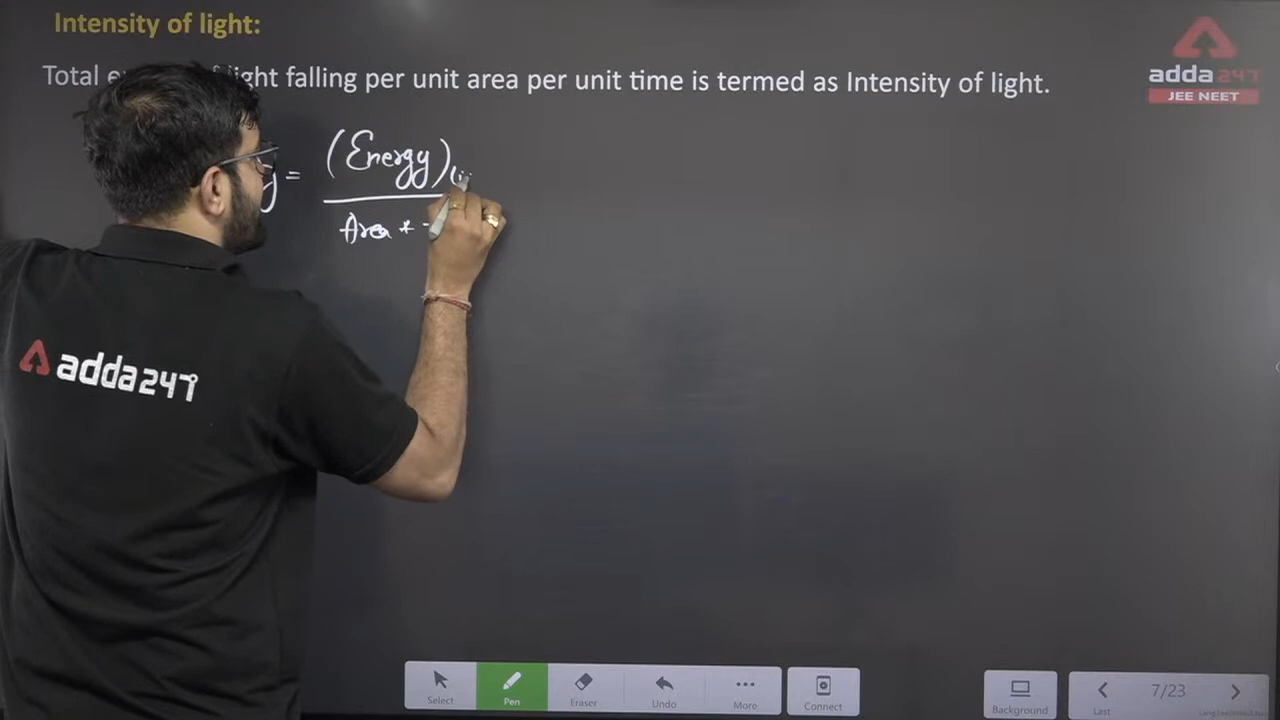 Intensity of light:
Total light falling per unit area per unit time is termed as Intensity of light.
adda247
JEE NEET
= (Energy)
Area *
adda247
Select
Pen
Eraser
Undo
More
Connect
Background
Last
7/23